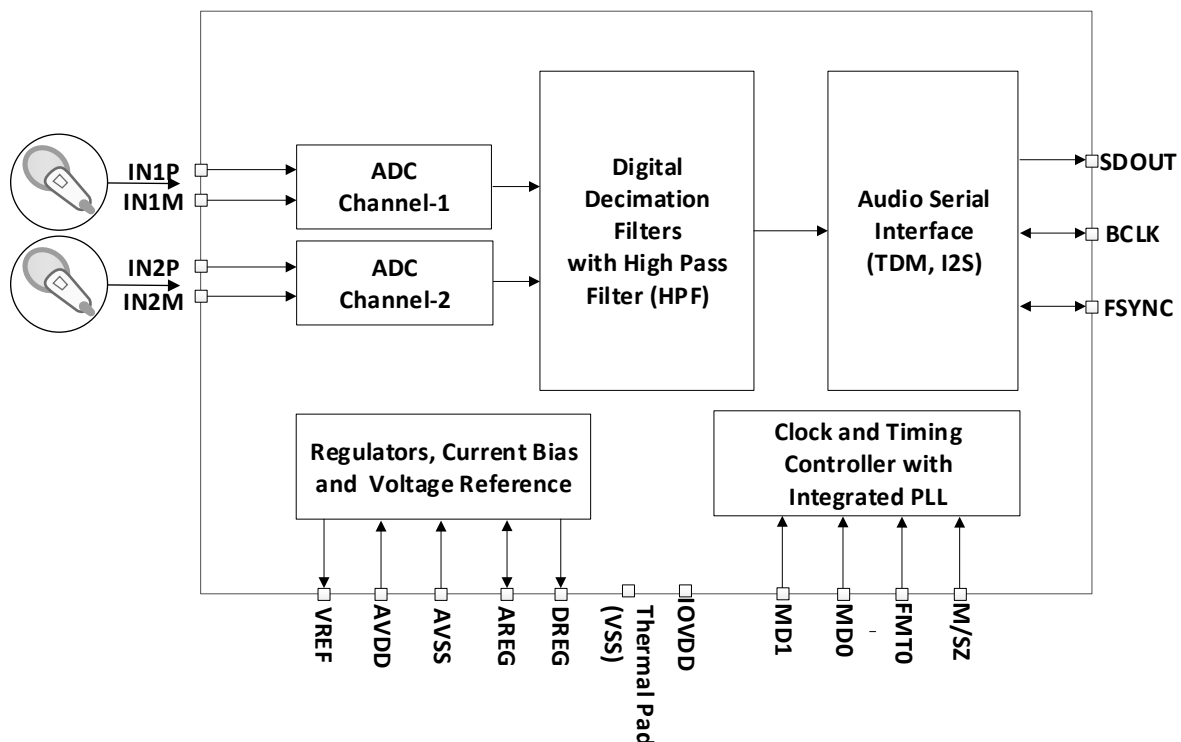 IN1P
IN1M
IN2P
IN2M
ADC
Channel-1
ADC
Channel-2
Digital
Decimation
Filters
with High Pass
Filter (HPF)
Audio Serial
Interface
(TDM, I2S)
SDOUT
BCLK
FSYNC
Regulators, Current Bias
and Voltage Reference
Clock and Timing
Controller with
Integrated PLL
VREF
AVDD
AVSS
AREG
DREG
Thermal Pad
(VSS)
IOVDD
MD1
MD0
FMT0
M/SZ